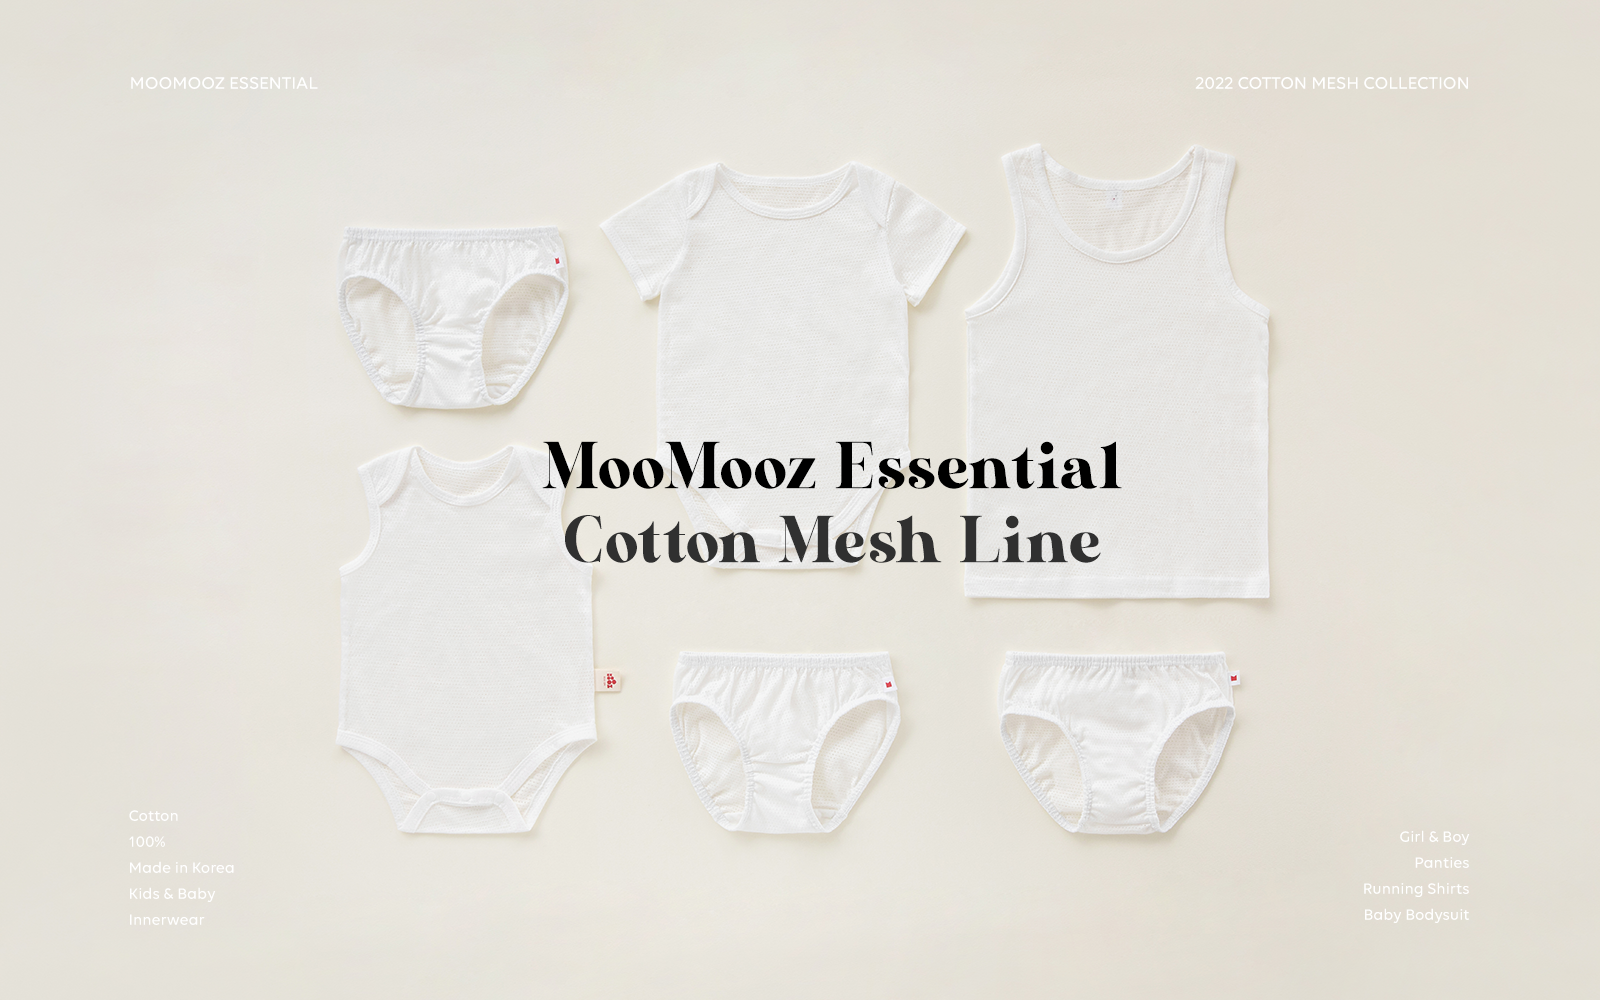 MOOMOOZ ESSENTIAL
2022 COTTON MESH COLLECTION
MooMooz Essential
Cotton Mesh Line
Cotton
100%
Made in Korea
Kids & Baby
Innerwear
Girl & Boy
Panties
Running Shirts
Baby Bodysuit